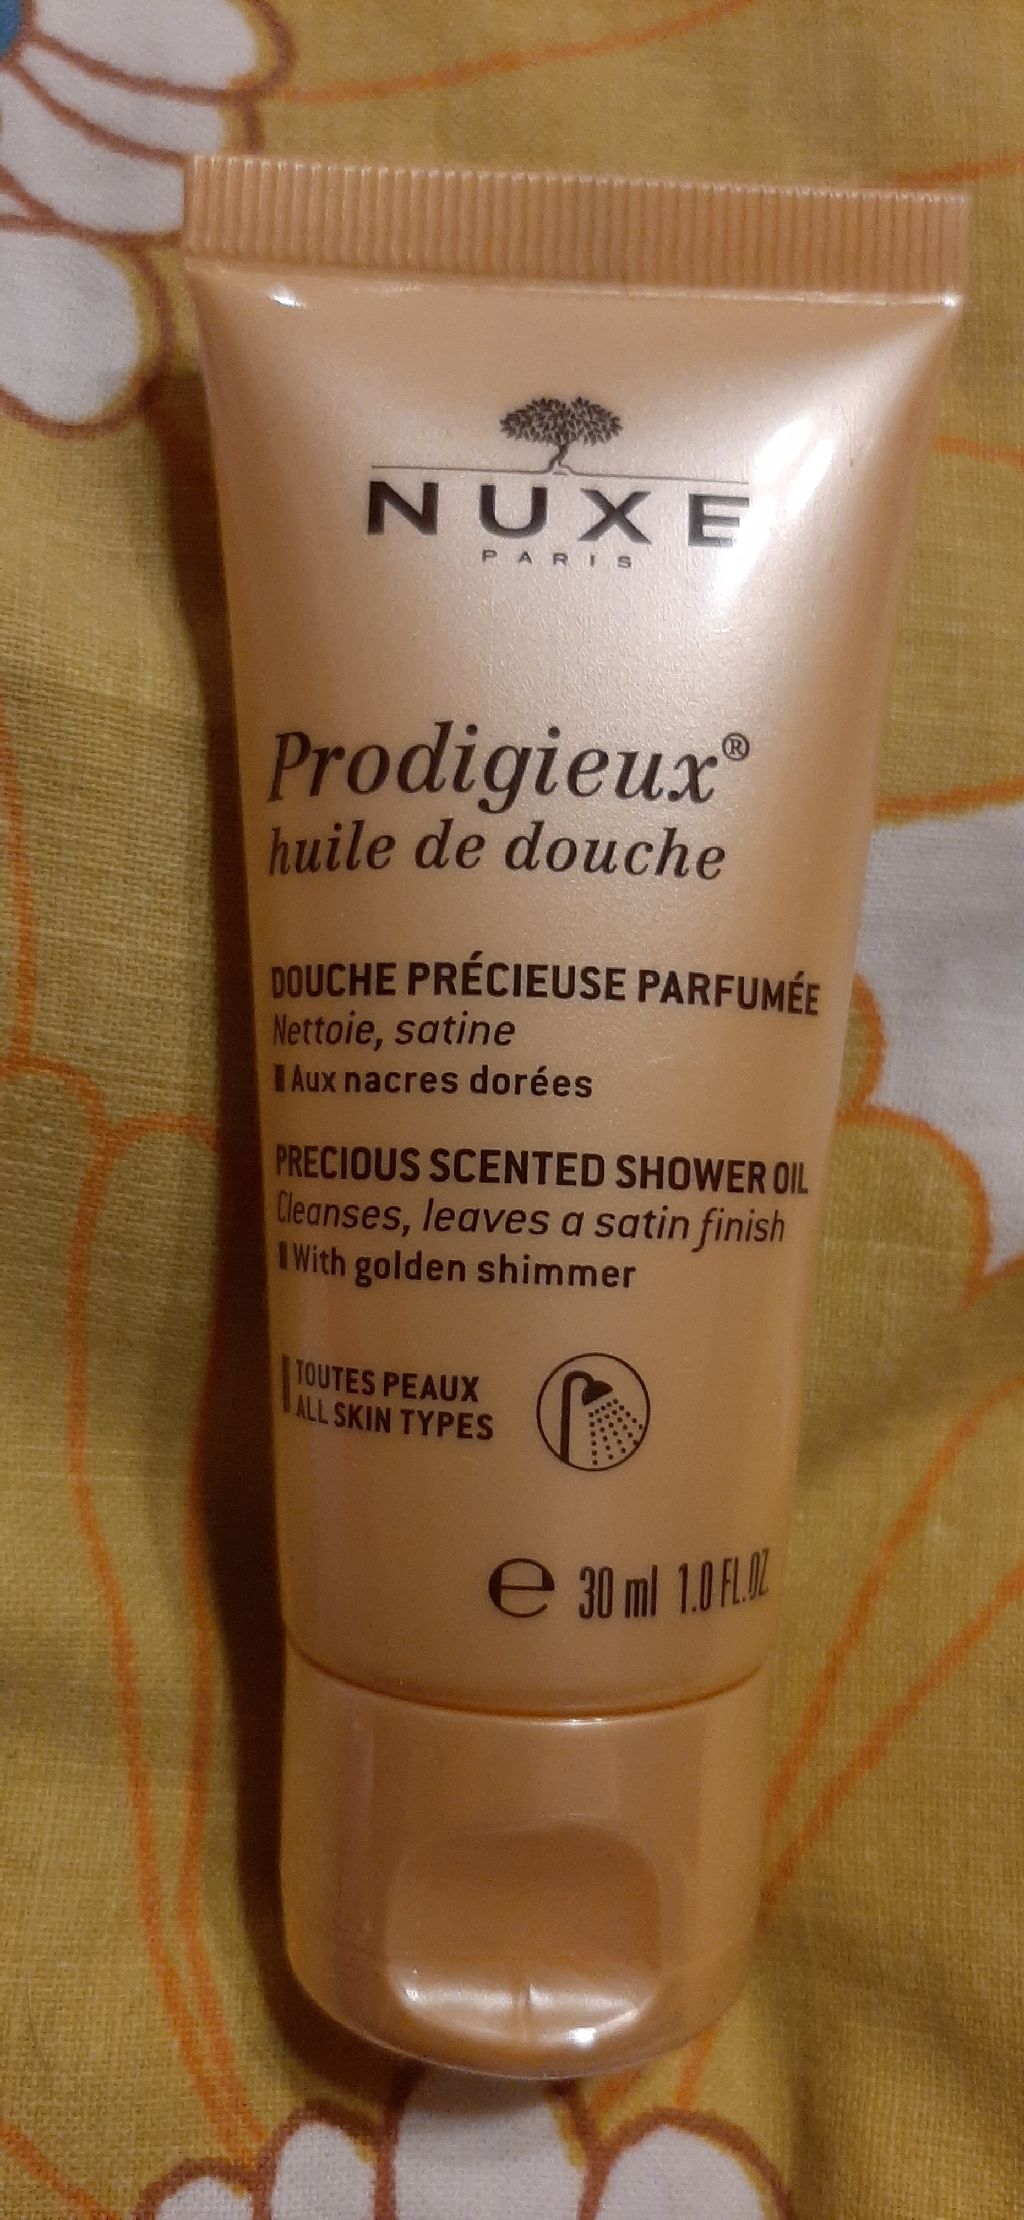 NUXE
PARIS
Prodigieux®
huile de douche
DOUCHE PRÉCIEUSE PARFUMÉE
Nettoie, satine
Aux nacres dorées
PRECIOUS SCENTED SHOWER OIL
Cleanses, leaves a satin finish
With golden shimmer
TOUTES PEAUX
ALL SKIN TYPES
℮ 30 ml 1.0 FL.OZ.